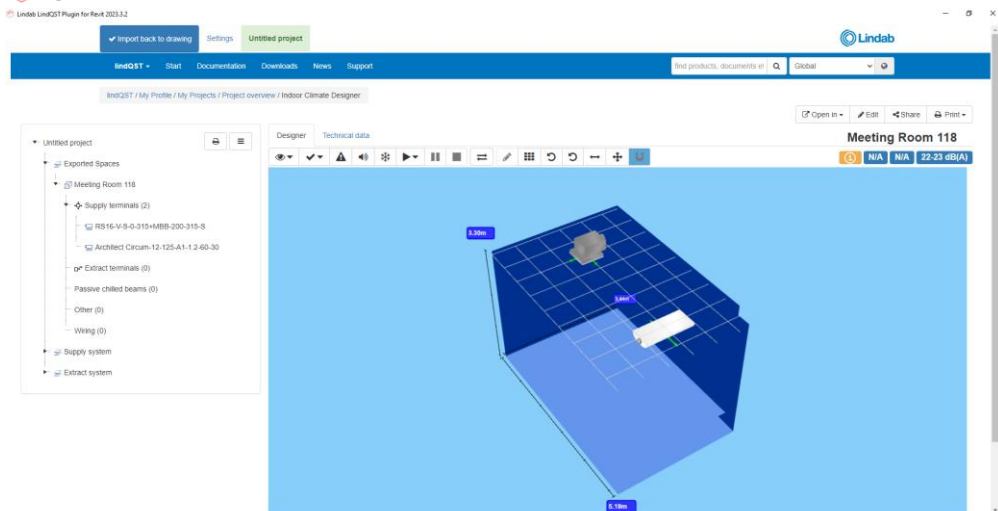 Lindab LindQST Plugin for Revit 2023.3.2
Import back to drawing Settings Untitled project
Lindab
lindQST Start Documentation Downloads News Support
find products, documents et Global
lindQST / My Profile / My Projects / Project overview / Indoor Climate Designer
Open in Edit Share Print
Untitled project
Exported Spaces
Meeting Room 118
Supply terminals (2)
RS16-V-S-0-315+MBB-200-315-S
Architect Circum-12-125-A1-1.2-60-30
Extract terminals (0)
Passive chilled beams (0)
Other (0)
Wiring (0)
Supply system
Extract system
Designer Technical data
Meeting Room 118
N/A N/A 22-23 dB(A)
3.30m
5.19m